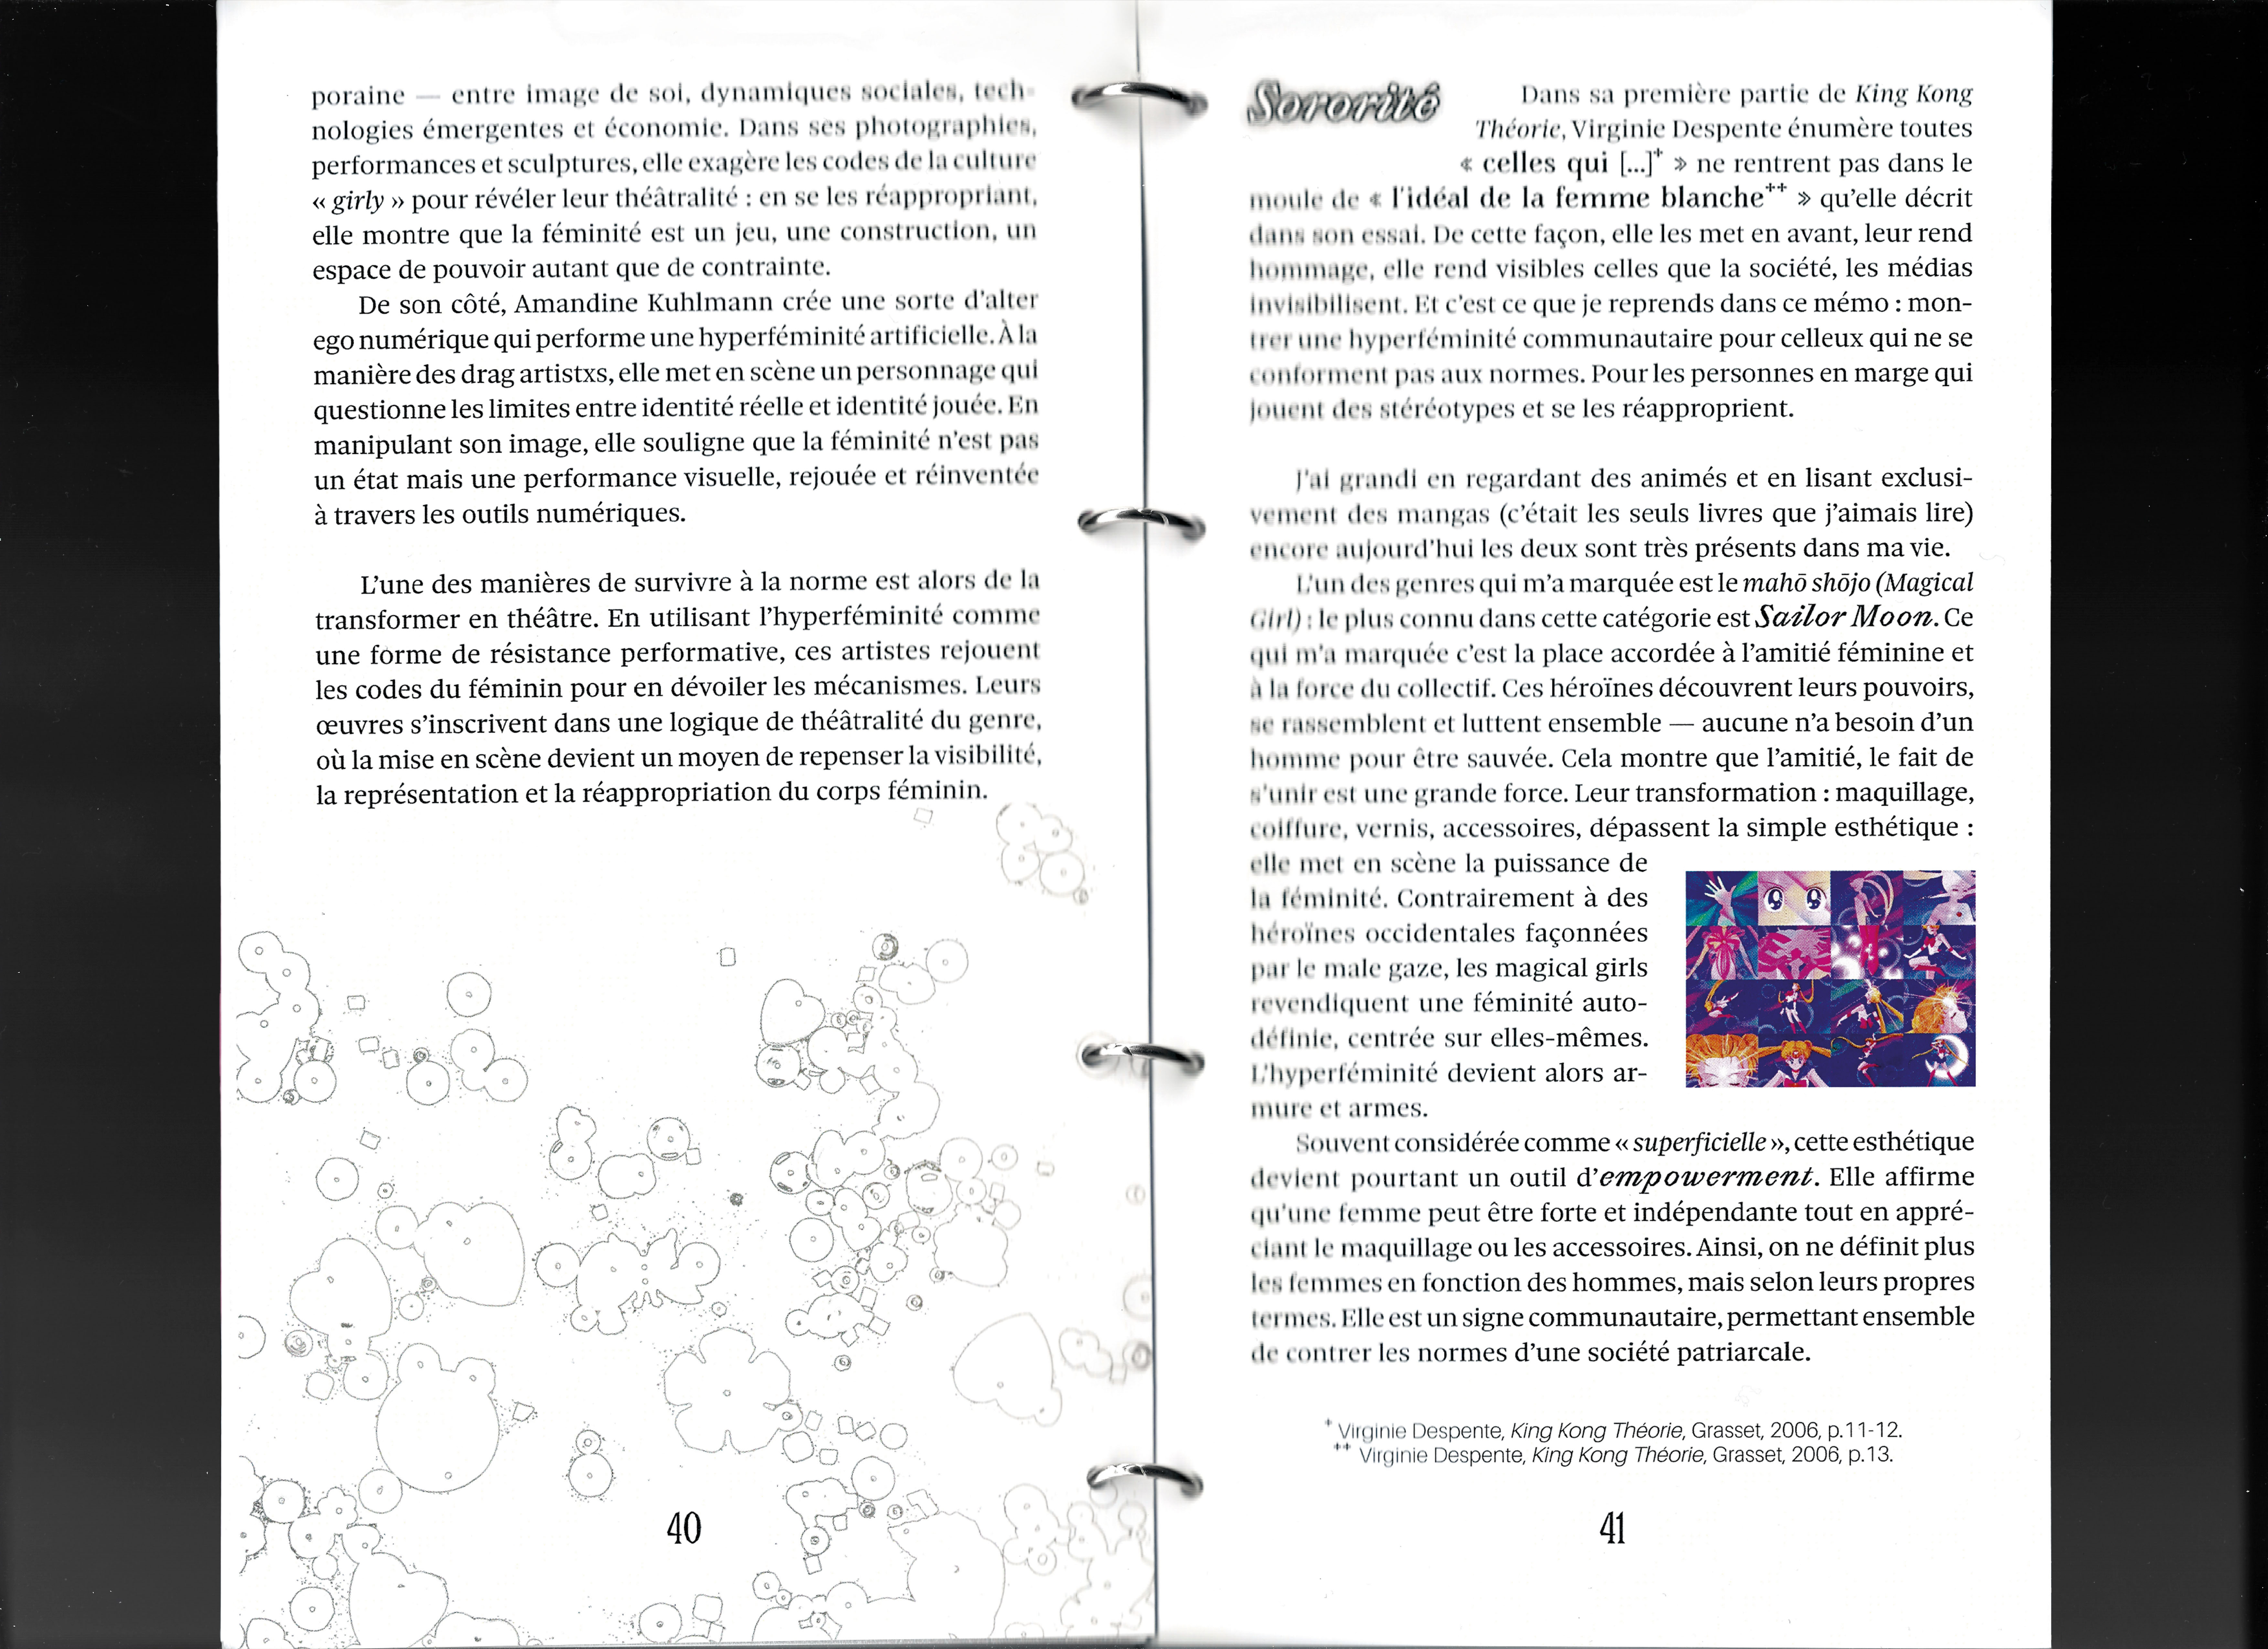 poraine — entre image de soi, dynamiques sociales, tech-
nologies émergentes et économie. Dans ses photographies,
performances et sculptures, elle exagère les codes de la culture
« girly » pour révéler leur théâtralité : en se les réappropriant,
elle montre que la féminité est un jeu, une construction, un
espace de pouvoir autant que de contrainte.
De son côté, Amandine Kuhlmann crée une sorte d'alter
ego numérique qui performe une hyperféminité artificielle. À la
manière des drag artistxs, elle met en scène un personnage qui
questionne les limites entre identité réelle et identité jouée. En
manipulant son image, elle souligne que la féminité n'est pas
un état mais une performance visuelle, rejouée et réinventée
à travers les outils numériques.
L'une des manières de survivre à la norme est alors de la
transformer en théâtre. En utilisant l'hyperféminité comme
une forme de résistance performative, ces artistes rejouent
les codes du féminin pour en dévoiler les mécanismes. Leurs
œuvres s'inscrivent dans une logique de théâtralité du genre,
où la mise en scène devient un moyen de repenser la visibilité,
la représentation et la réappropriation du corps féminin.
40
Sororité
Dans sa première partie de King Kong
Théorie, Virginie Despente énumère toutes
« celles qui [...]⁺ » ne rentrent pas dans le
moule de « l'idéal de la femme blanche⁺⁺ » qu'elle décrit
dans son essai. De cette façon, elle les met en avant, leur rend
hommage, elle rend visibles celles que la société, les médias
invisibilisent. Et c'est ce que je reprends dans ce mémo : mon-
trer une hyperféminité communautaire pour celleux qui ne se
conforment pas aux normes. Pour les personnes en marge qui
jouent des stéréotypes et se les réapproprient.
J'ai grandi en regardant des animés et en lisant exclusi-
vement des mangas (c'était les seuls livres que j'aimais lire)
encore aujourd'hui les deux sont très présents dans ma vie.
L'un des genres qui m'a marquée est le mahō shōjo (Magical
Girl) : le plus connu dans cette catégorie est Sailor Moon. Ce
qui m'a marquée c'est la place accordée à l'amitié féminine et
à la force du collectif. Ces héroïnes découvrent leurs pouvoirs,
se rassemblent et luttent ensemble — aucune n'a besoin d'un
homme pour être sauvée. Cela montre que l'amitié, le fait de
s'unir est une grande force. Leur transformation : maquillage,
coiffure, vernis, accessoires, dépassent la simple esthétique :
elle met en scène la puissance de
la féminité. Contrairement à des
héroïnes occidentales façonnées
par le male gaze, les magical girls
revendiquent une féminité auto-
définie, centrée sur elles-mêmes.
L'hyperféminité devient alors ar-
mure et armes.
Souvent considérée comme « superficielle », cette esthétique
devient pourtant un outil d'empowerment. Elle affirme
qu'une femme peut être forte et indépendante tout en appré-
ciant le maquillage ou les accessoires. Ainsi, on ne définit plus
les femmes en fonction des hommes, mais selon leurs propres
termes. Elle est un signe communautaire, permettant ensemble
de contrer les normes d'une société patriarcale.
⁺ Virginie Despente, King Kong Théorie, Grasset, 2006, p.11-12.
⁺⁺ Virginie Despente, King Kong Théorie, Grasset, 2006, p.13.
41